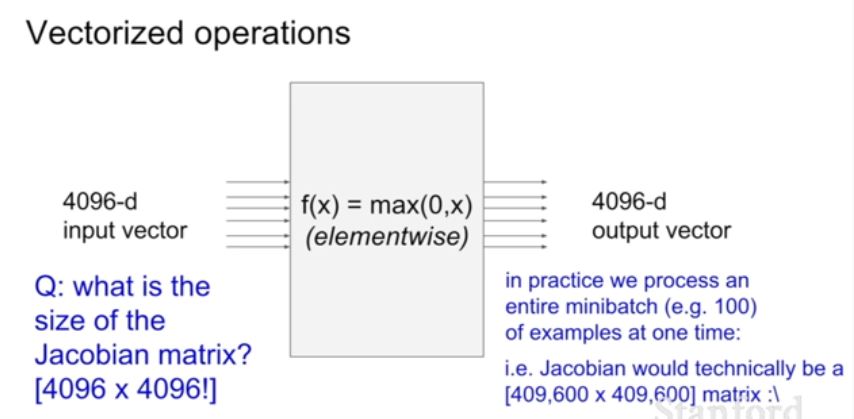 Vectorized operations
4096-d
input vector
f(x) = max(0,x)
(elementwise)
4096-d
output vector
Q: what is the
size of the
Jacobian matrix?
[4096 x 4096!]
in practice we process an
entire minibatch (e.g. 100)
of examples at one time:
i.e. Jacobian would technically be a
[409,600 x 409,600] matrix :\
Stanford